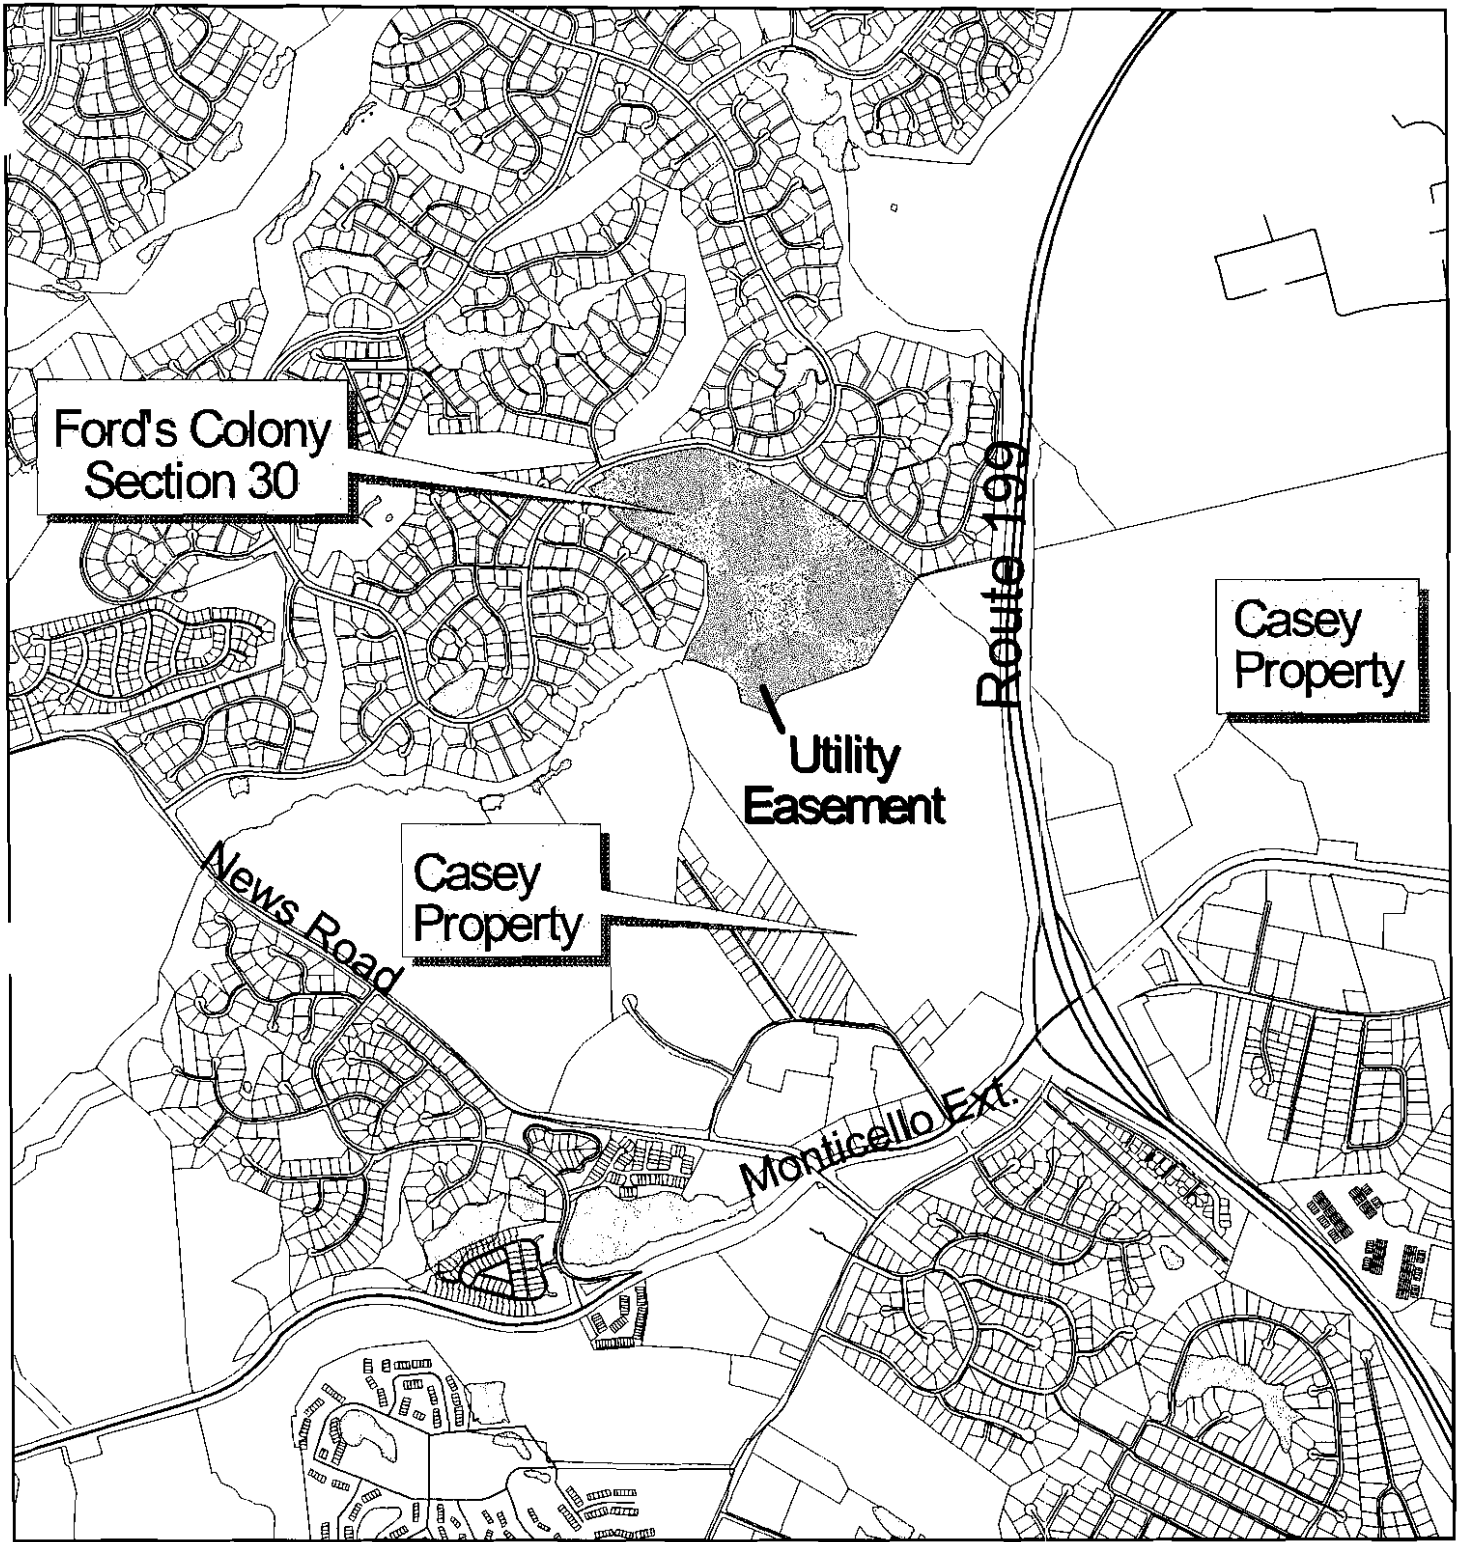 Ford's Colony
Section 30
Route 199
Casey
Property
Utility
Easement
Casey
Property
News Road
Monticello Ext.